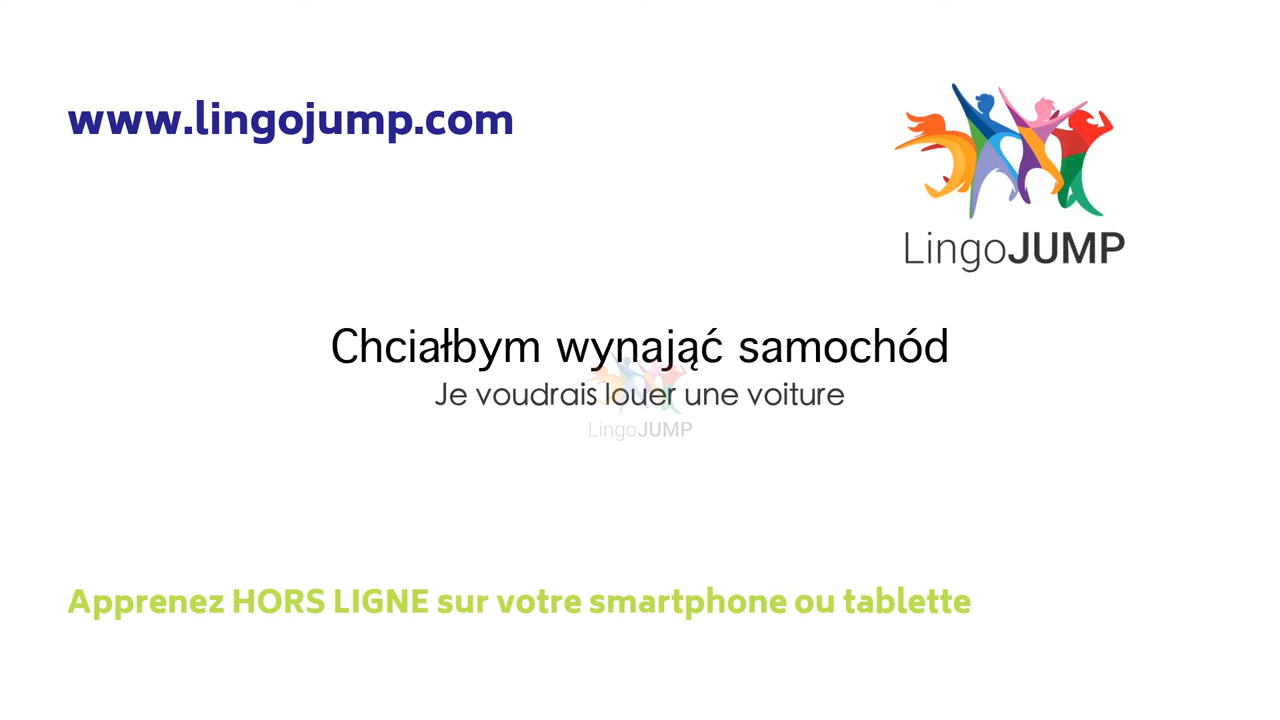 www.lingojump.com
LingoJUMP
Chciałbym wynająć samochód
Je voudrais louer une voiture
LingoJUMP
Apprenez HORS LIGNE sur votre smartphone ou tablette